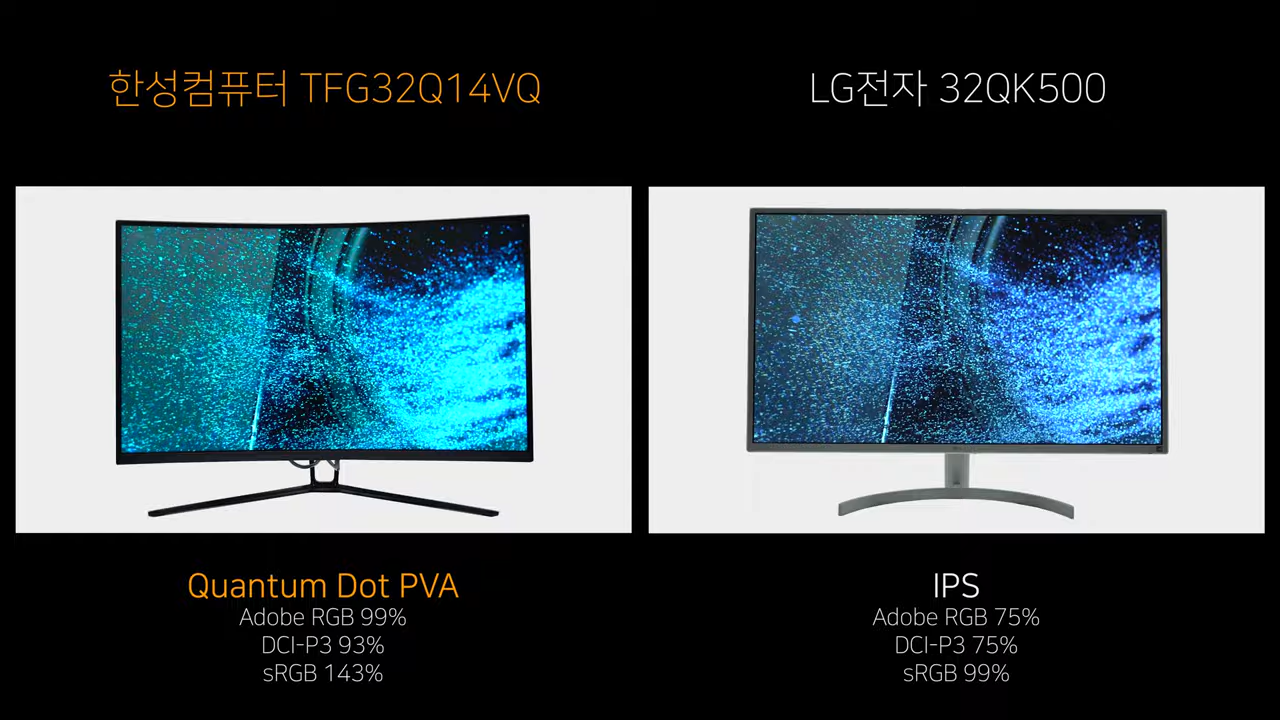 한성컴퓨터 TFG32Q14VQ
LG전자 32QK500
Quantum Dot PVA
Adobe RGB 99%
DCI-P3 93%
sRGB 143%
IPS
Adobe RGB 75%
DCI-P3 75%
sRGB 99%